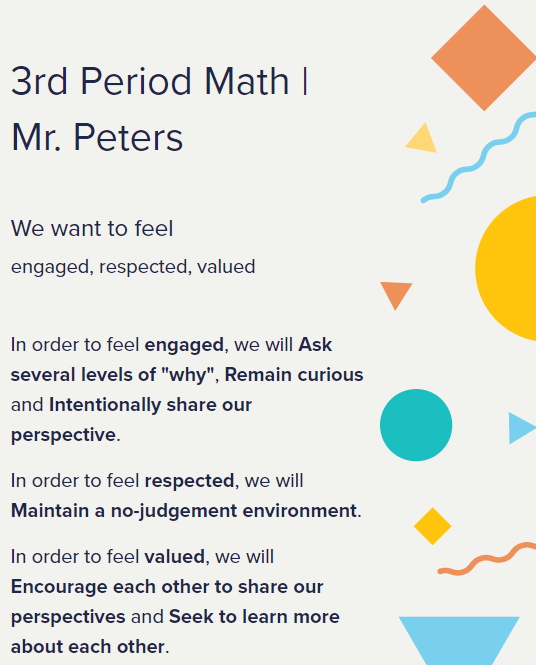 3rd Period Math |
Mr. Peters
We want to feel
engaged, respected, valued
In order to feel engaged, we will Ask
several levels of "why", Remain curious
and Intentionally share our
perspective.
In order to feel respected, we will
Maintain a no-judgement environment.
In order to feel valued, we will
Encourage each other to share our
perspectives and Seek to learn more
about each other.